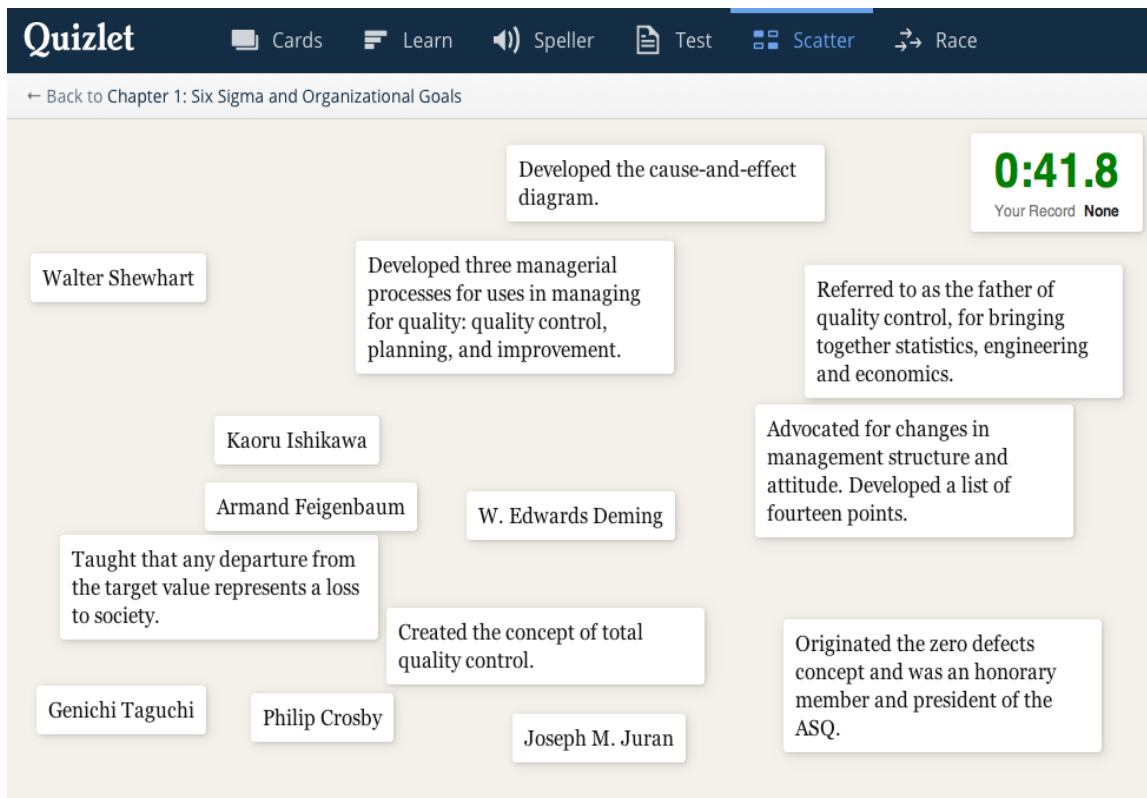 Quizlet
Cards
Learn
Speller
Test
Scatter
Race
← Back to Chapter 1: Six Sigma and Organizational Goals
Developed the cause-and-effect
diagram.
0:41.8
Your Record None
Walter Shewhart
Developed three managerial
processes for uses in managing
for quality: quality control,
planning, and improvement.
Referred to as the father of
quality control, for bringing
together statistics, engineering
and economics.
Kaoru Ishikawa
Advocated for changes in
management structure and
attitude. Developed a list of
fourteen points.
Armand Feigenbaum
W. Edwards Deming
Taught that any departure from
the target value represents a loss
to society.
Created the concept of total
quality control.
Originated the zero defects
concept and was an honorary
member and president of the
ASQ.
Genichi Taguchi
Philip Crosby
Joseph M. Juran